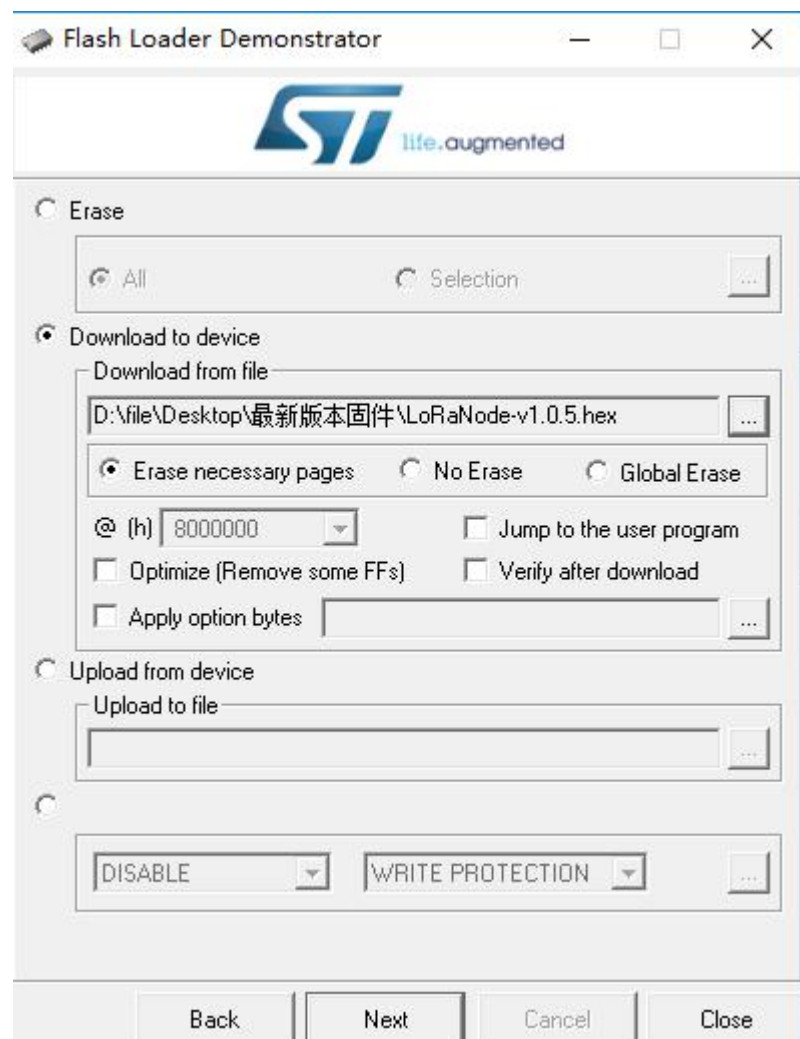 Flash Loader Demonstrator
ST life.augmented
Erase
All Selection ...
Download to device
Download from file
D:\file\Desktop\最新版本固件\LoRaNode-v1.0.5.hex ...
Erase necessary pages No Erase Global Erase
@ (h) 8000000 Jump to the user program
Optimize (Remove some FFs) Verify after download
Apply option bytes ...
Upload from device
Upload to file
...
DISABLE WRITE PROTECTION ...
Back Next Cancel Close